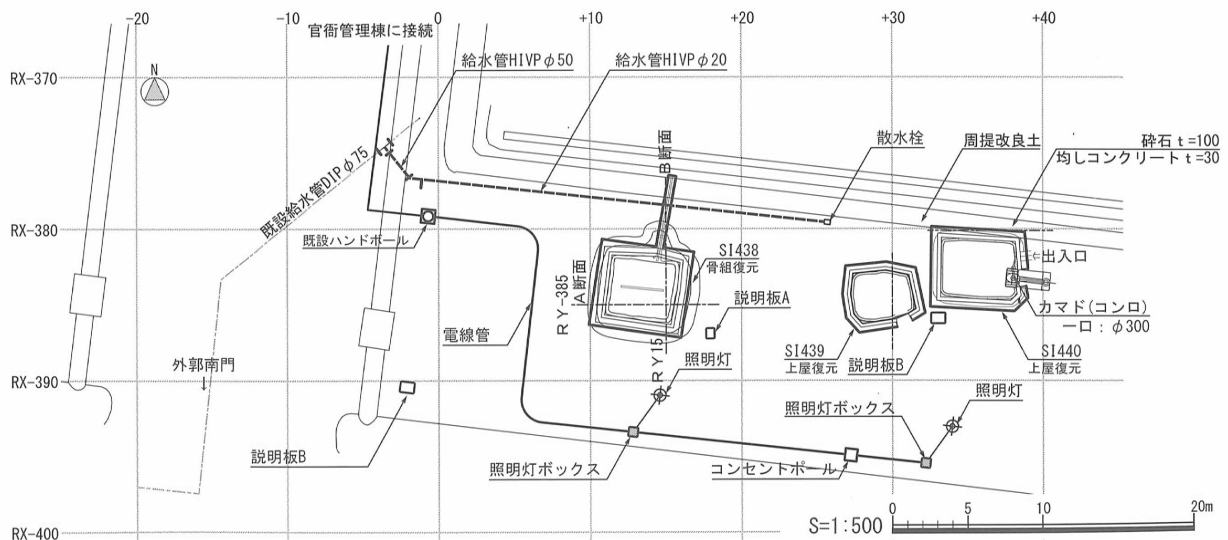 -20
-10
0
+10
+20
+30
+40
官衙管理棟に接続
給水管HIVPφ50
給水管HIVPφ20
RX-370
N
散水栓
周提改良土
砕石 t=100
均しコンクリート t=30
B断面
既設給水管DIPφ75
RX-380
既設ハンドボール
SI438
骨組復元
出入口
RY-385
A断面
説明板A
カマド(コンロ)
一口：φ300
電線管
SI439
上屋復元
説明板B
SI440
上屋復元
外郭南門
RY15
照明灯
RX-390
照明灯ボックス
照明灯
説明板B
照明灯ボックス
コンセントポール
RX-400
S=1:500
0
5
10
20m